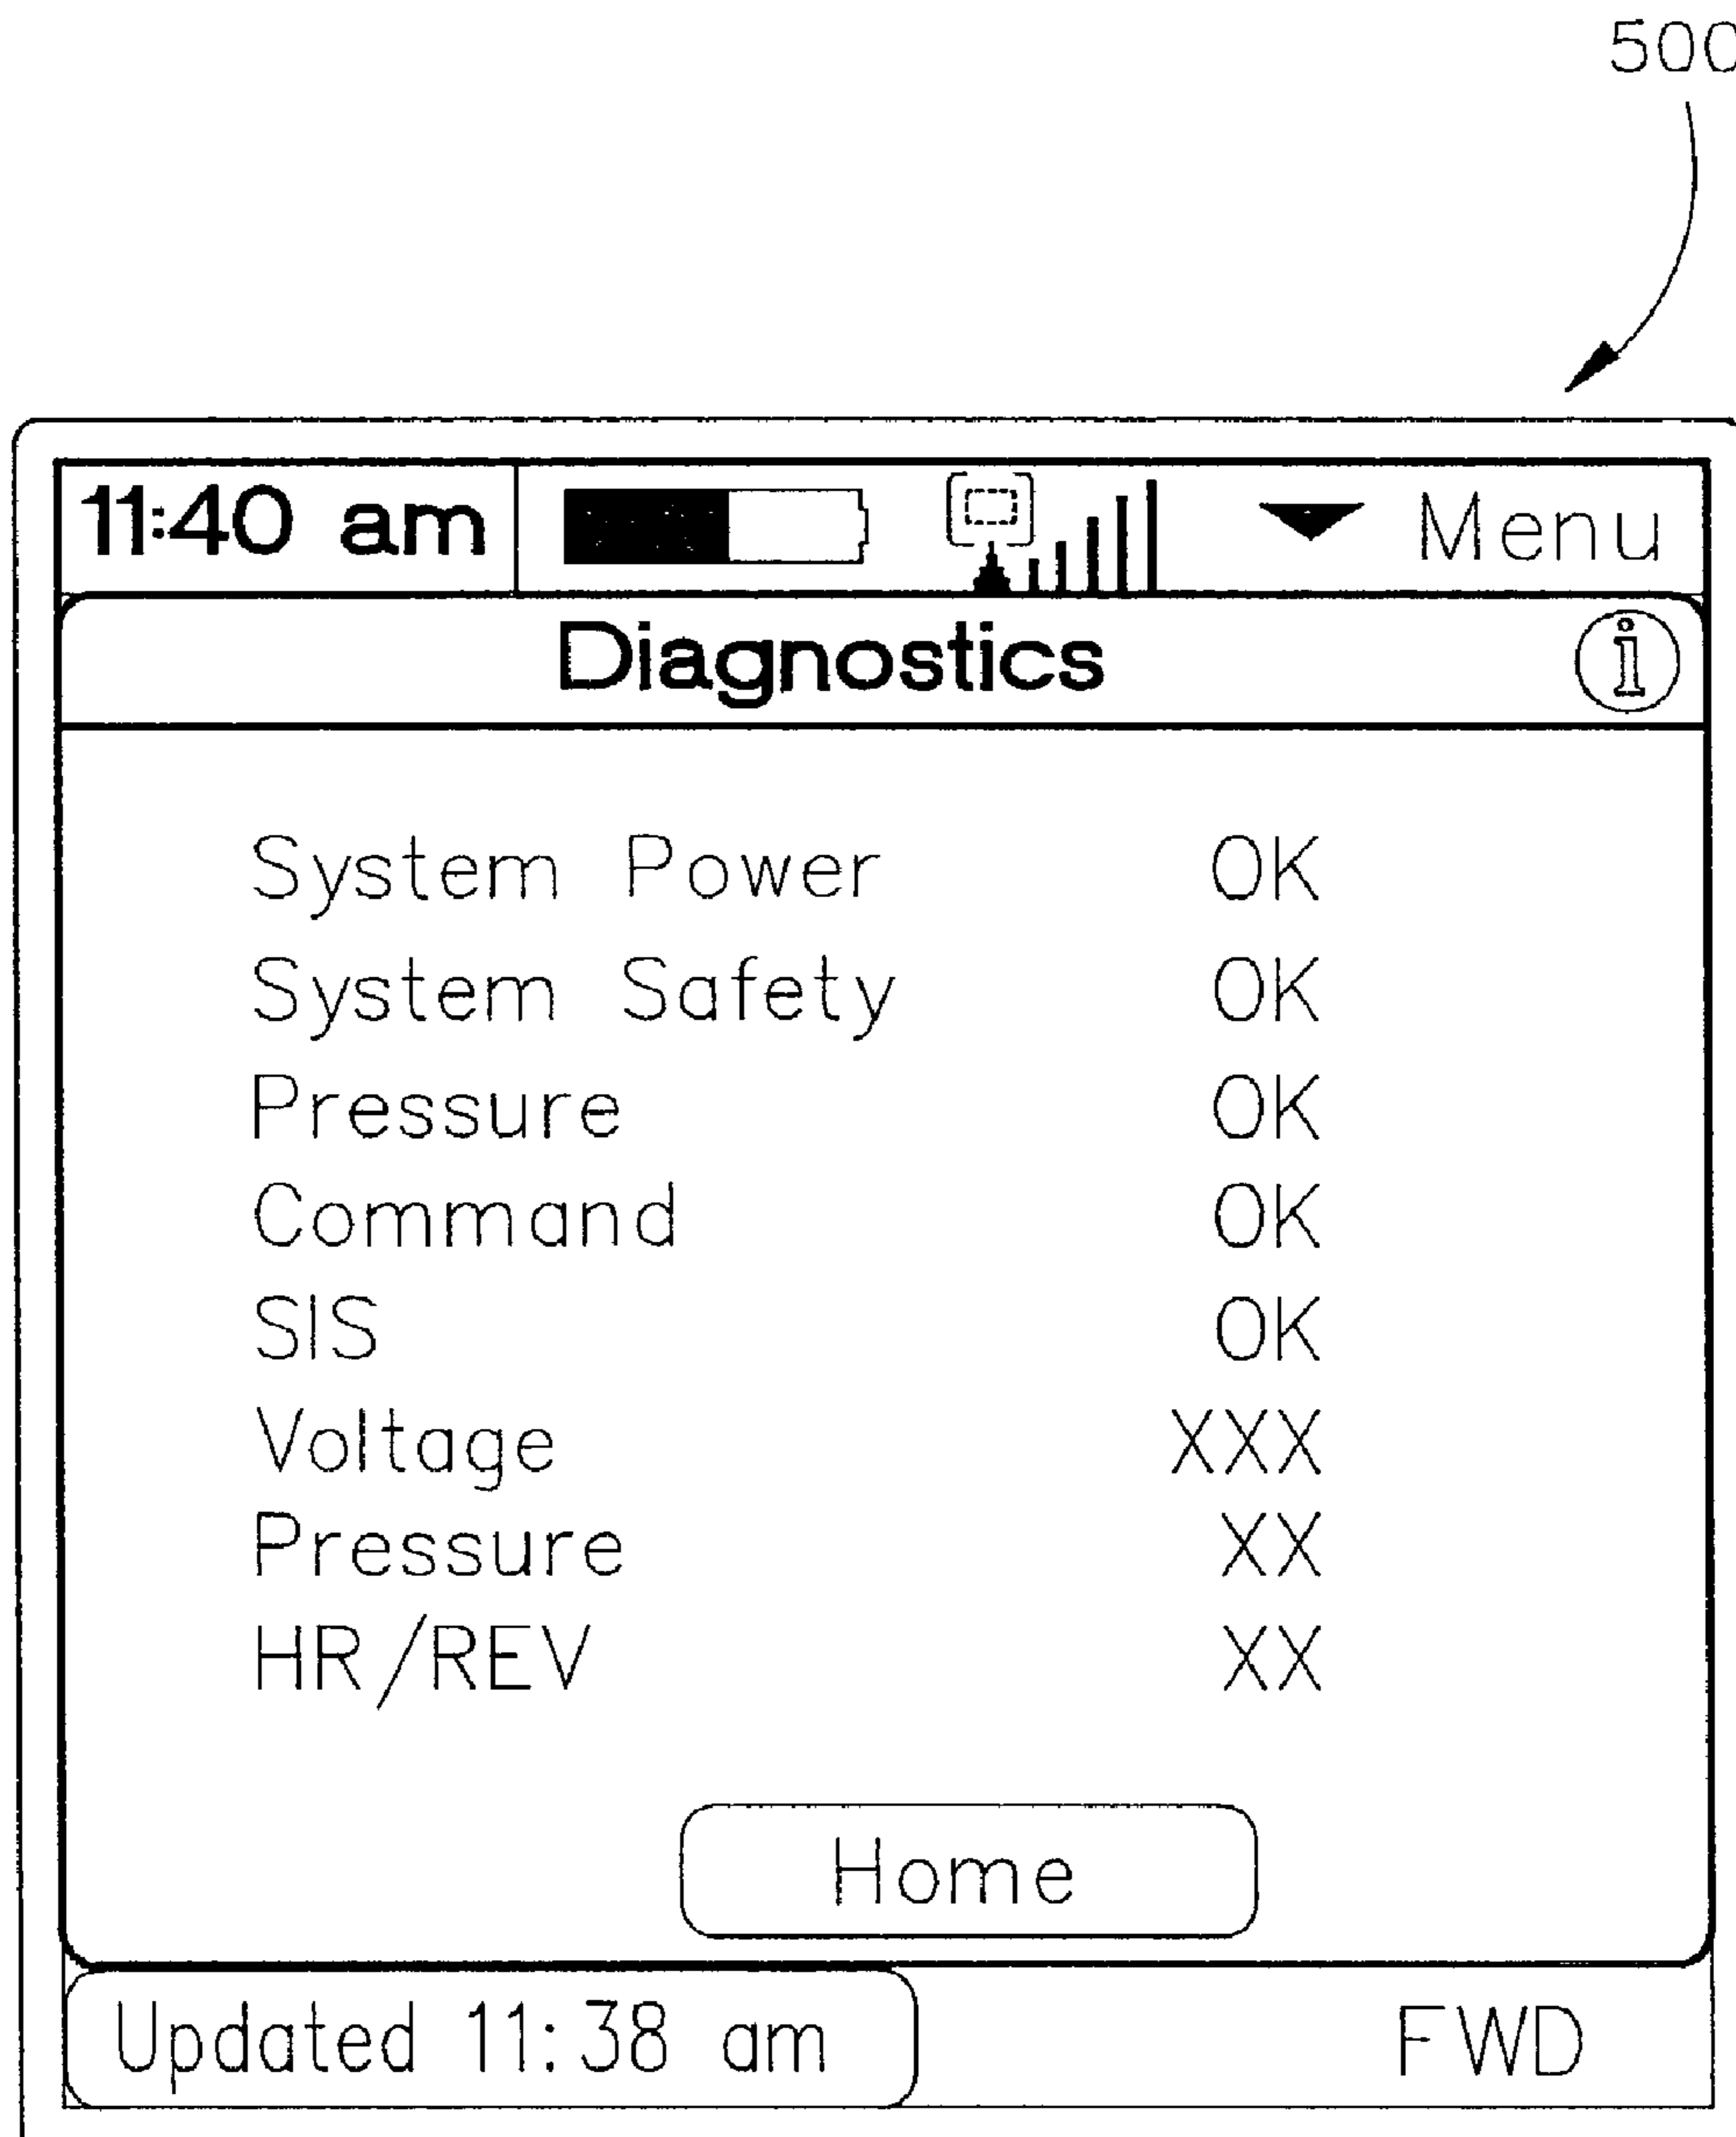 500
11:40 am Menu
Diagnostics i
System Power OK
System Safety OK
Pressure OK
Command OK
SIS OK
Voltage XXX
Pressure XX
HR/REV XX
Home
Updated 11:38 am FWD